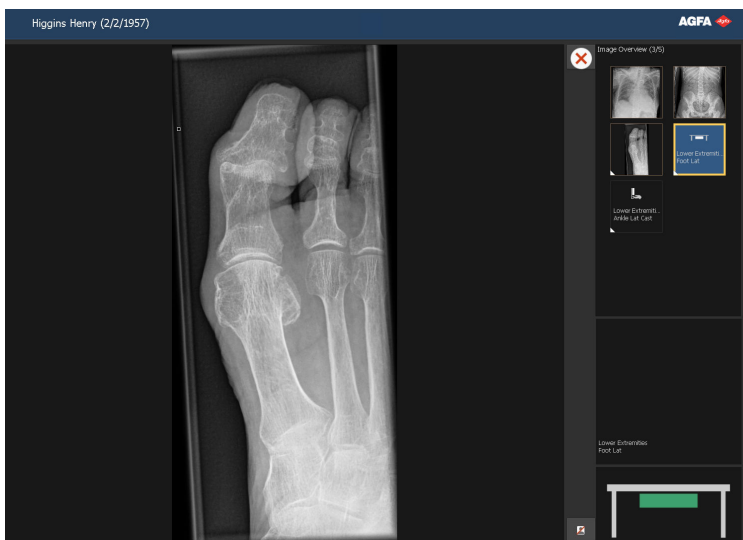 Higgins Henry (2/2/1957)
AGFA
Image Overview (3/5)
Lower Extremiti...
Foot Lat
Lower Extremiti...
Ankle Lat Cast
Lower Extremities
Foot Lat